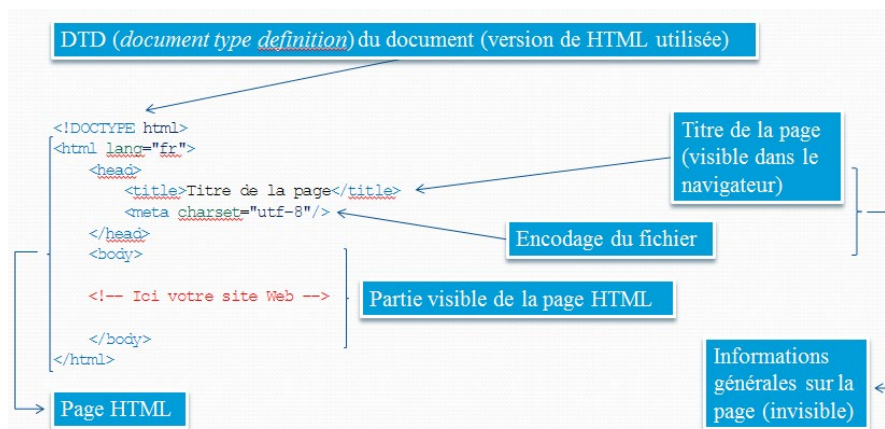 DTD (document type definition) du document (version de HTML utilisée)
<!DOCTYPE html>
<html lang="fr">
<head>
<title>Titre de la page</title>
<meta charset="utf-8"/>
</head>
<body>
<!-- Ici votre site Web -->
</body>
</html>
Titre de la page
(visible dans le
navigateur)
Encodage du fichier
Partie visible de la page HTML
Informations
générales sur la
page (invisible)
Page HTML